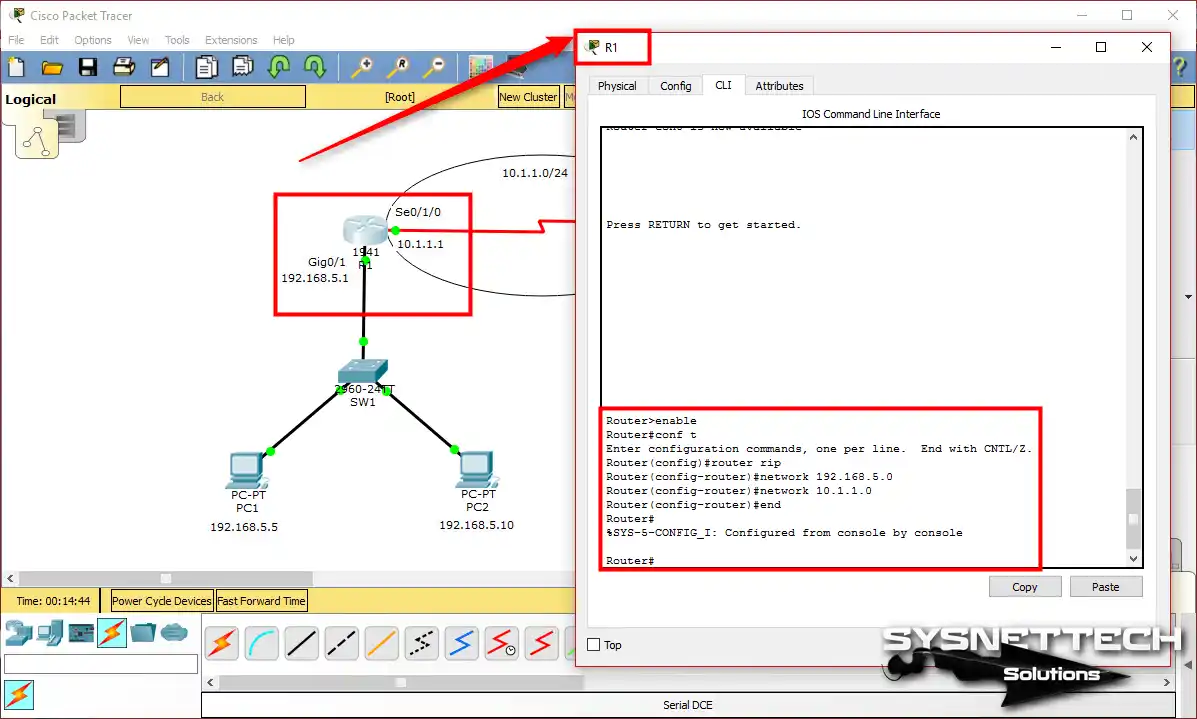 Cisco Packet Tracer
File Edit Options View Tools Extensions Help
Logical
Back
[Root]
New Cluster
10.1.1.0/24
Se0/1/0
10.1.1.1
1941
R1
Gig0/1
192.168.5.1
2960-24TT
SW1
PC-PT
PC1
192.168.5.5
PC-PT
PC2
192.168.5.10
Time: 00:14:44
Power Cycle Devices
Fast Forward Time
Serial DCE
R1
Physical Config CLI Attributes
IOS Command Line Interface
Press RETURN to get started.
Router>enable
Router#conf t
Enter configuration commands, one per line. End with CNTL/Z.
Router(config)#router rip
Router(config-router)#network 192.168.5.0
Router(config-router)#network 10.1.1.0
Router(config-router)#end
Router#
%SYS-5-CONFIG_I: Configured from console by console
Router#
Copy
Paste
Top
SYSNETTECH
Solutions